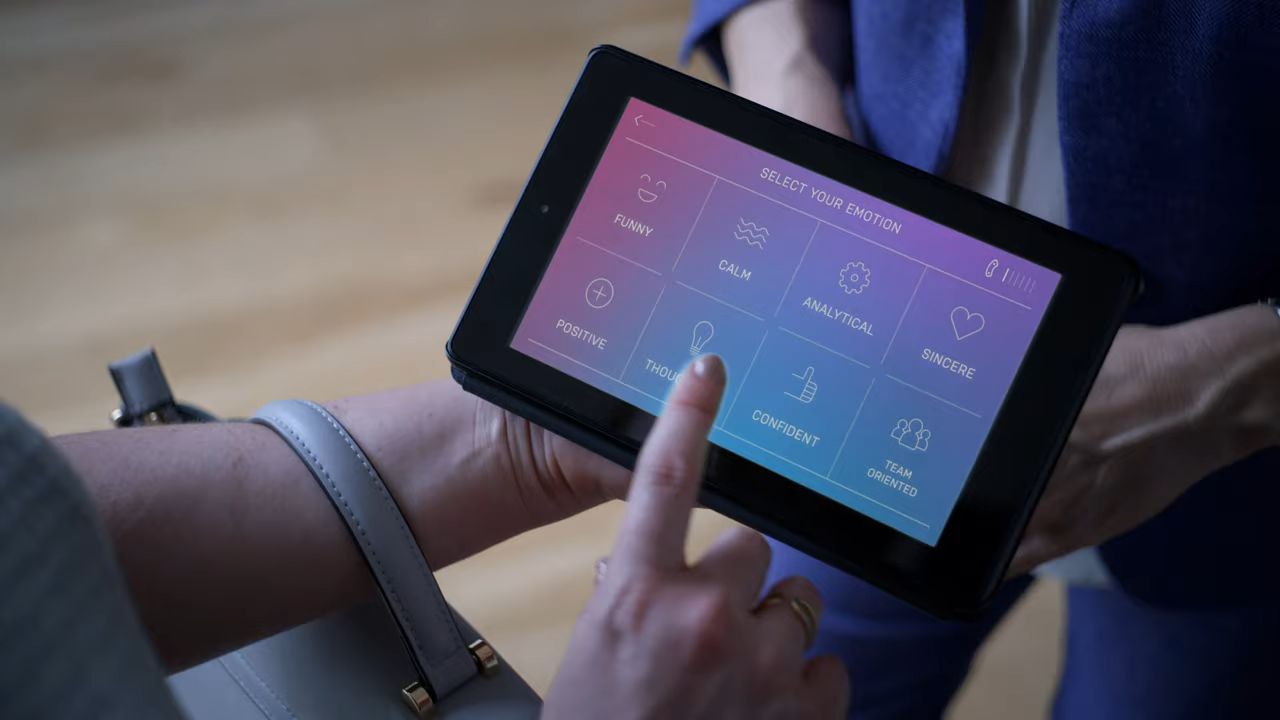 SELECT YOUR EMOTION
FUNNY
CALM
ANALYTICAL
SINCERE
POSITIVE
CONFIDENT
TEAM
ORIENTED